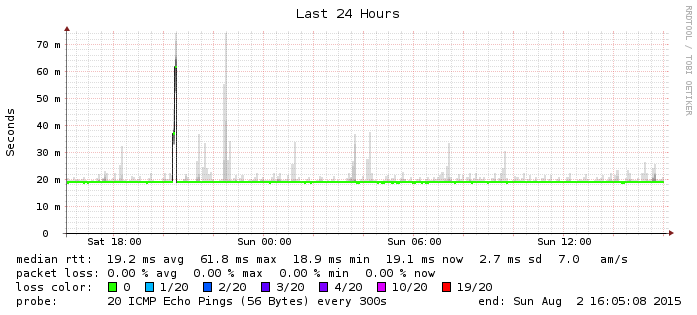 Last 24 Hours
RRDTOOL / TOBI OETIKER
Seconds
70 m
60 m
50 m
40 m
30 m
20 m
10 m
0
Sat 18:00 Sun 00:00 Sun 06:00 Sun 12:00
median rtt: 19.2 ms avg 61.8 ms max 18.9 ms min 19.1 ms now 2.7 ms sd 7.0 am/s
packet loss: 0.00 % avg 0.00 % max 0.00 % min 0.00 % now
loss color: 0 1/20 2/20 3/20 4/20 10/20 19/20
probe: 20 ICMP Echo Pings (56 Bytes) every 300s end: Sun Aug 2 16:05:08 2015